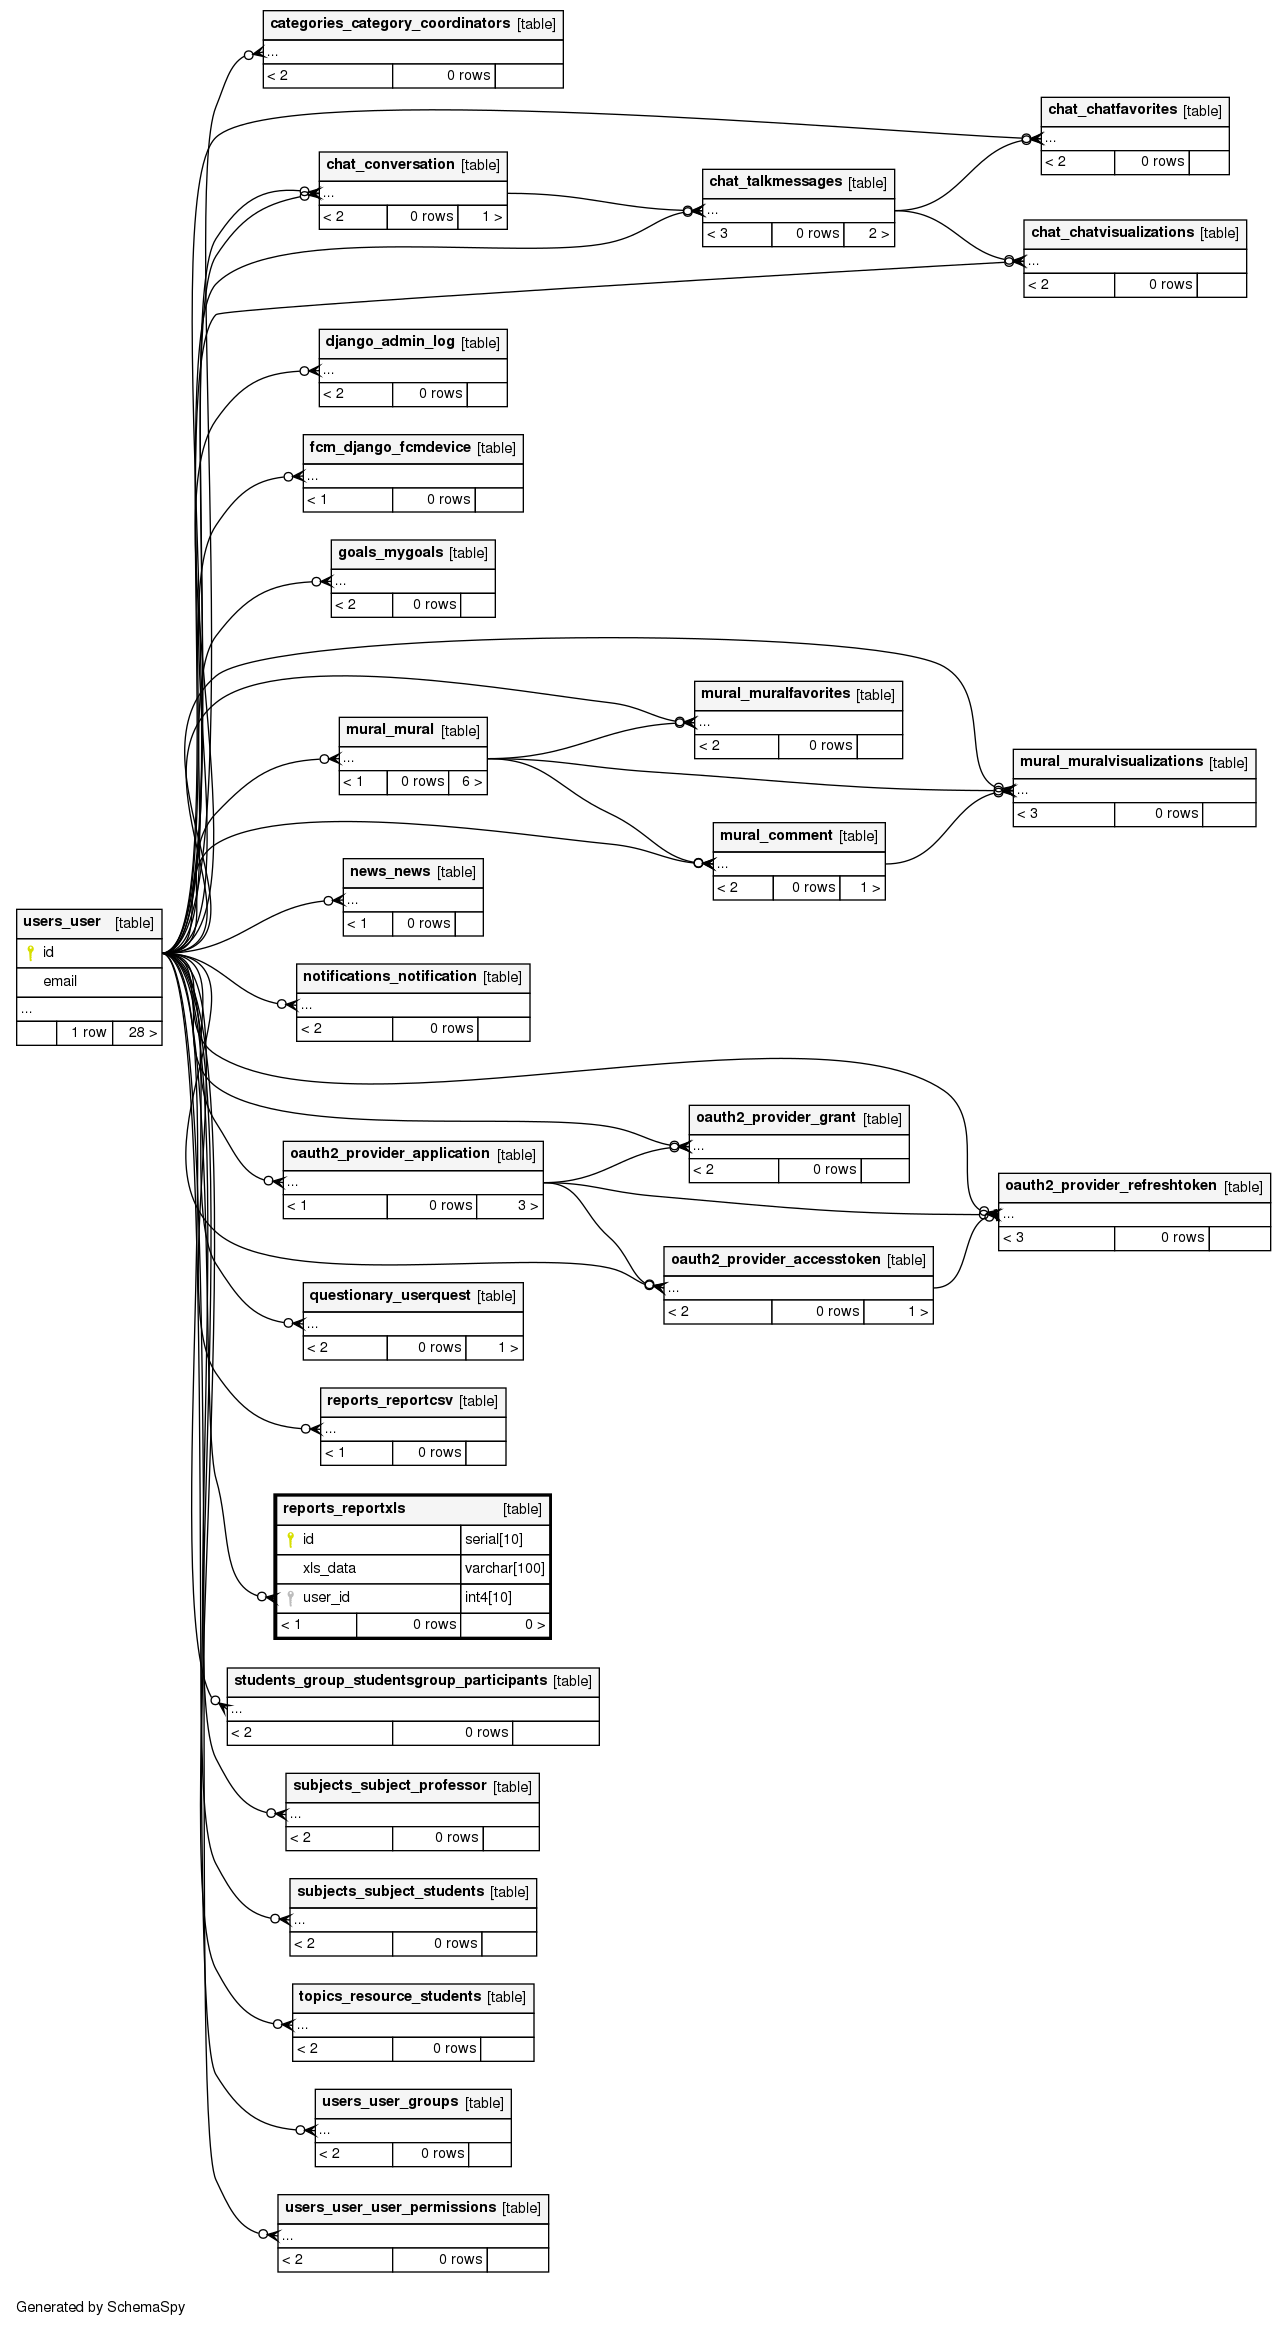 categories_category_coordinators [table]
...
< 2 0 rows
chat_chatfavorites [table]
...
< 2 0 rows
chat_conversation [table]
...
< 2 0 rows 1 >
chat_talkmessages [table]
...
< 3 0 rows 2 >
chat_chatvisualizations [table]
...
< 2 0 rows
django_admin_log [table]
...
< 2 0 rows
fcm_django_fcmdevice [table]
...
< 1 0 rows
goals_mygoals [table]
...
< 2 0 rows
mural_muralfavorites [table]
...
< 2 0 rows
mural_mural [table]
...
< 1 0 rows 6 >
mural_muralvisualizations [table]
...
< 3 0 rows
mural_comment [table]
...
< 2 0 rows 1 >
news_news [table]
...
< 1 0 rows
users_user [table]
id
email
...
1 row 28 >
notifications_notification [table]
...
< 2 0 rows
oauth2_provider_grant [table]
...
< 2 0 rows
oauth2_provider_application [table]
...
< 1 0 rows 3 >
oauth2_provider_refreshtoken [table]
...
< 3 0 rows
oauth2_provider_accesstoken [table]
...
< 2 0 rows 1 >
questionary_userquest [table]
...
< 2 0 rows 1 >
reports_reportcsv [table]
...
< 1 0 rows
reports_reportxls [table]
id serial[10]
xls_data varchar[100]
user_id int4[10]
< 1 0 rows 0 >
students_group_studentsgroup_participants [table]
...
< 2 0 rows
subjects_subject_professor [table]
...
< 2 0 rows
subjects_subject_students [table]
...
< 2 0 rows
topics_resource_students [table]
...
< 2 0 rows
users_user_groups [table]
...
< 2 0 rows
users_user_user_permissions [table]
...
< 2 0 rows
Generated by SchemaSpy